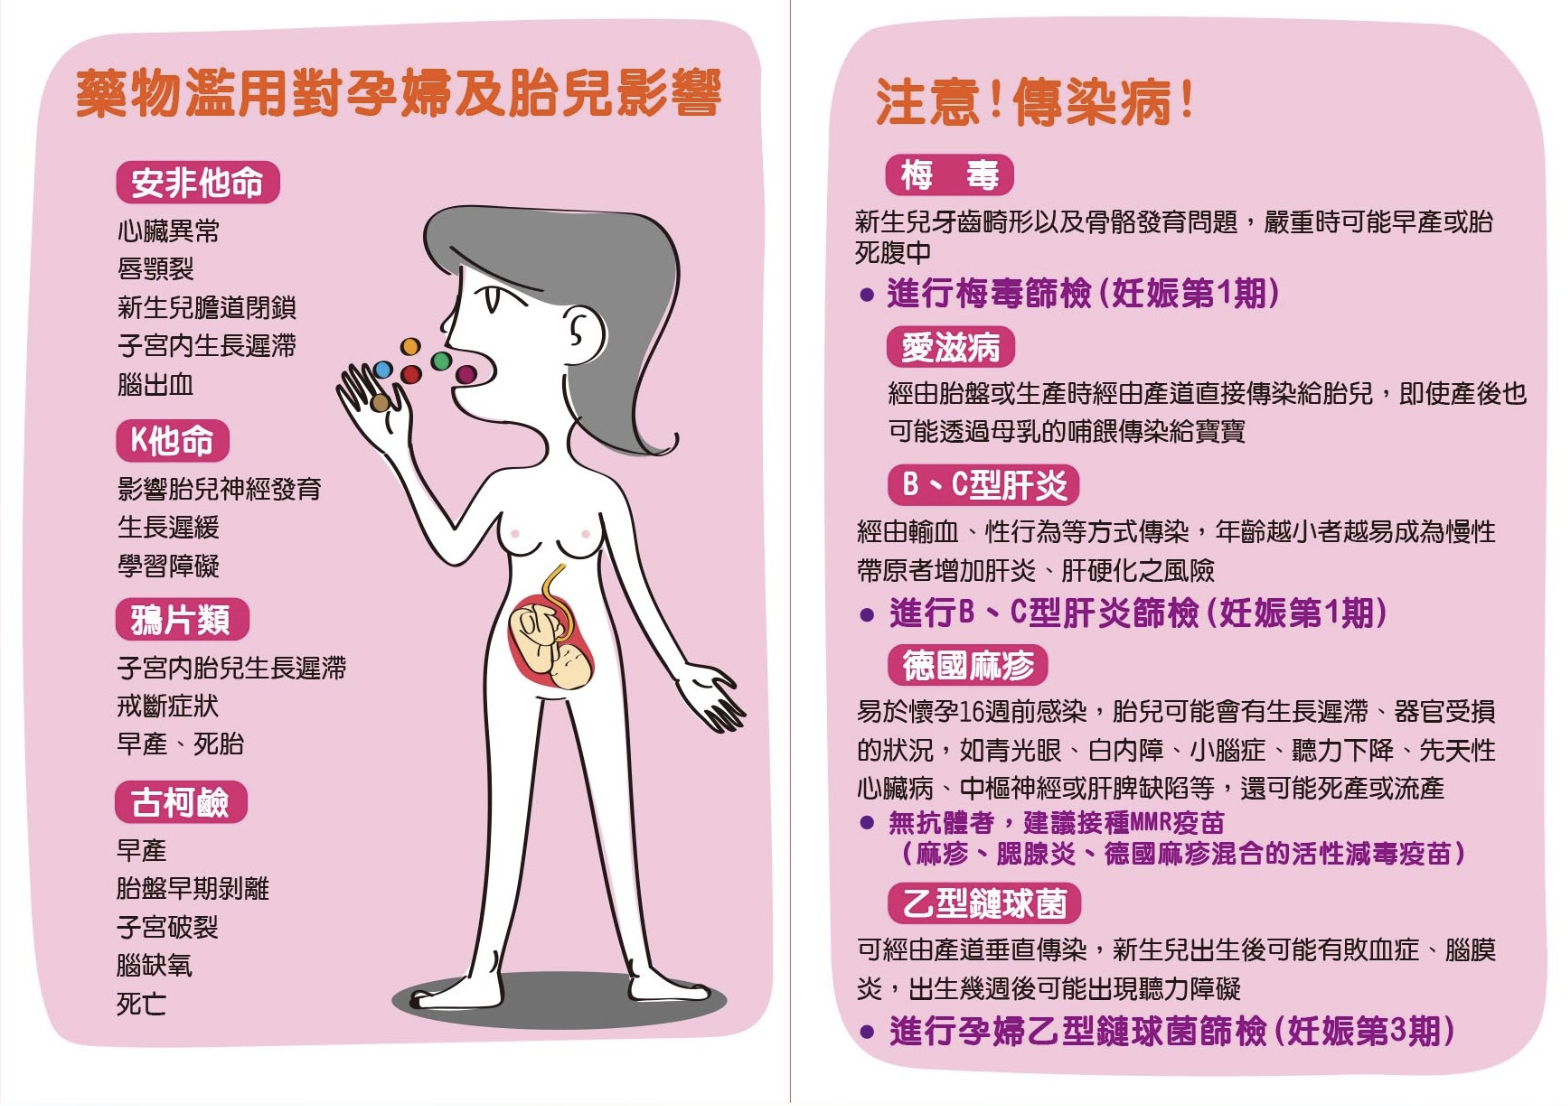 藥物濫用對孕婦及胎兒影響
安非他命
心臟異常
唇顎裂
新生兒膽道閉鎖
子宮內生長遲滯
腦出血
K他命
影響胎兒神經發育
生長遲緩
學習障礙
鴉片類
子宮內胎兒生長遲滯
戒斷症狀
早產、死胎
古柯鹼
早產
胎盤早期剝離
子宮破裂
腦缺氧
死亡
注意!傳染病!
梅 毒
新生兒牙齒畸形以及骨骼發育問題，嚴重時可能早產或胎
死腹中
● 進行梅毒篩檢(妊娠第1期)
愛滋病
經由胎盤或生產時經由產道直接傳染給胎兒，即使產後也
可能透過母乳的哺餵傳染給寶寶
B、C型肝炎
經由輸血、性行為等方式傳染，年齡越小者越易成為慢性
帶原者增加肝炎、肝硬化之風險
● 進行B、C型肝炎篩檢(妊娠第1期)
德國麻疹
易於懷孕16週前感染，胎兒可能會有生長遲滯、器官受損
的狀況，如青光眼、白內障、小腦症、聽力下降、先天性
心臟病、中樞神經或肝脾缺陷等，還可能死產或流產
● 無抗體者，建議接種MMR疫苗
(麻疹、腮腺炎、德國麻疹混合的活性減毒疫苗)
乙型鏈球菌
可經由產道垂直傳染，新生兒出生後可能有敗血症、腦膜
炎，出生幾週後可能出現聽力障礙
● 進行孕婦乙型鏈球菌篩檢(妊娠第3期)